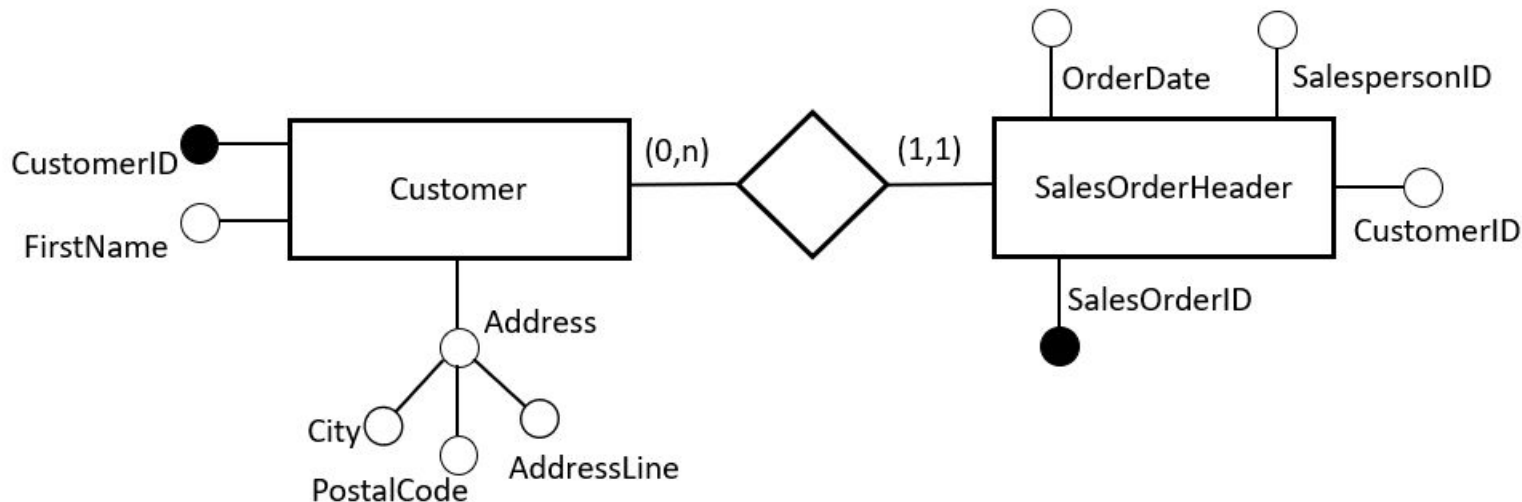 OrderDate
SalespersonID
CustomerID
Customer
(0,n)
(1,1)
SalesOrderHeader
FirstName
CustomerID
SalesOrderID
Address
City
PostalCode
AddressLine